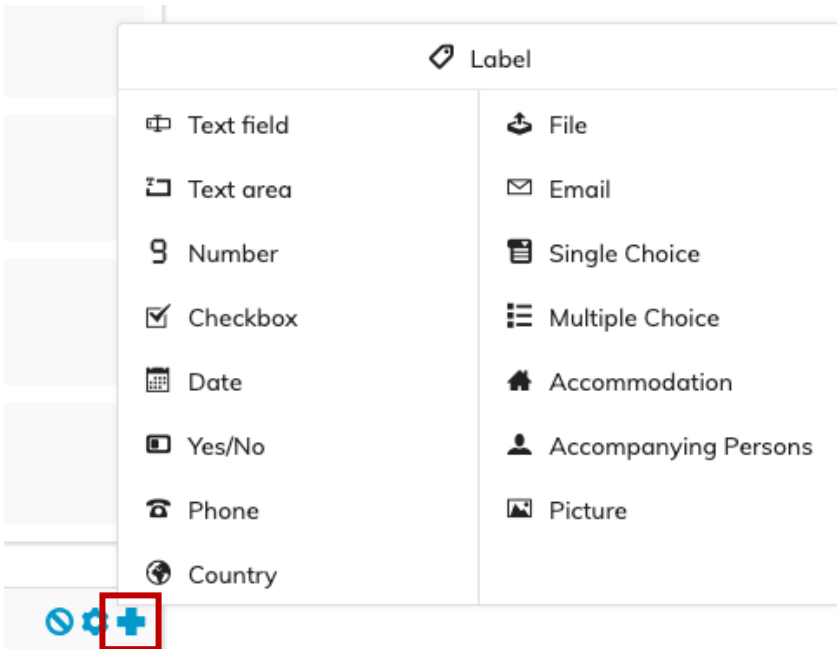 Label
Text field
Text area
Number
Checkbox
Date
Yes/No
Phone
Country
File
Email
Single Choice
Multiple Choice
Accommodation
Accompanying Persons
Picture